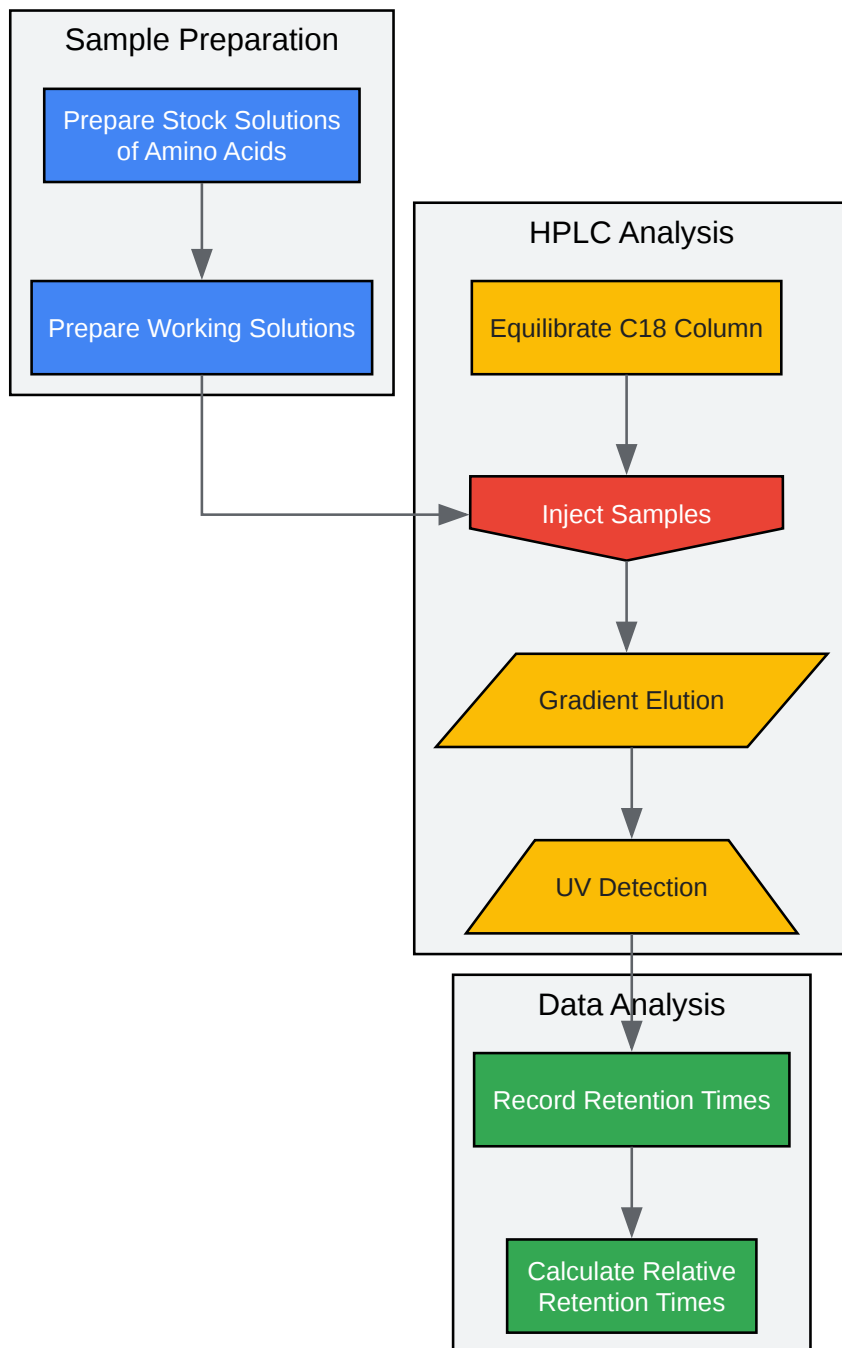 Sample Preparation
Prepare Stock Solutions
of Amino Acids
Prepare Working Solutions
HPLC Analysis
Equilibrate C18 Column
Inject Samples
Gradient Elution
UV Detection
Data Analysis
Record Retention Times
Calculate Relative
Retention Times